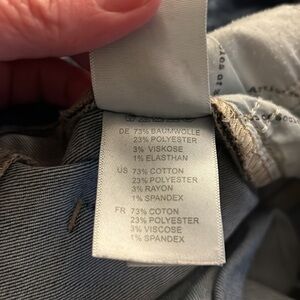 DE 73% BAUMWOLLE
23% POLYESTER
3% VISKOSE
1% ELASTHAN
US 73% COTTON
23% POLYESTER
3% RAYON
1% SPANDEX
FR 73% COTON
23% POLYESTER
3% VISCOSE
1% SPANDEX